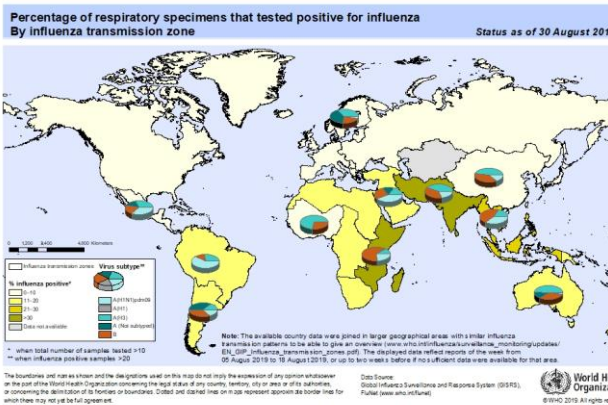 Percentage of respiratory specimens that tested positive for influenza
By influenza transmission zone
Status as of 30 August 201
Influenza transmission zones
% influenza positive*
0–10
11–20
21–30
>30
Data not available
Virus subtype**
A(H1N1)pdm09
A(H1)
A(H3)
A (Not subtyped)
B
* when total number of samples tested >10
** when influenza positive samples >20
Note: The available country data were joined in larger geographical areas with similar influenza
transmission patterns to be able to give an overview (www.who.int/influenza/surveillance_monitoring/updates/
EN_GIP_Influenza_transmission_zones.pdf). The displayed data reflect reports of the week from
05 August 2019 to 18 August 2019, or up to two weeks before if no sufficient data were available for that area.
The boundaries and names shown and the designations used on this map do not imply the expression of any opinion whatsoever
on the part of the World Health Organization concerning the legal status of any country, territory, city or area or of its authorities,
or concerning the delimitation of its frontiers or boundaries. Dotted and dashed lines on maps represent approximate border lines for
which there may not yet be full agreement.
Data Source:
Global Influenza Surveillance and Response System (GISRS),
FluNet (www.who.int/flunet)
World He
Organiza
© WHO 2019. All rights re